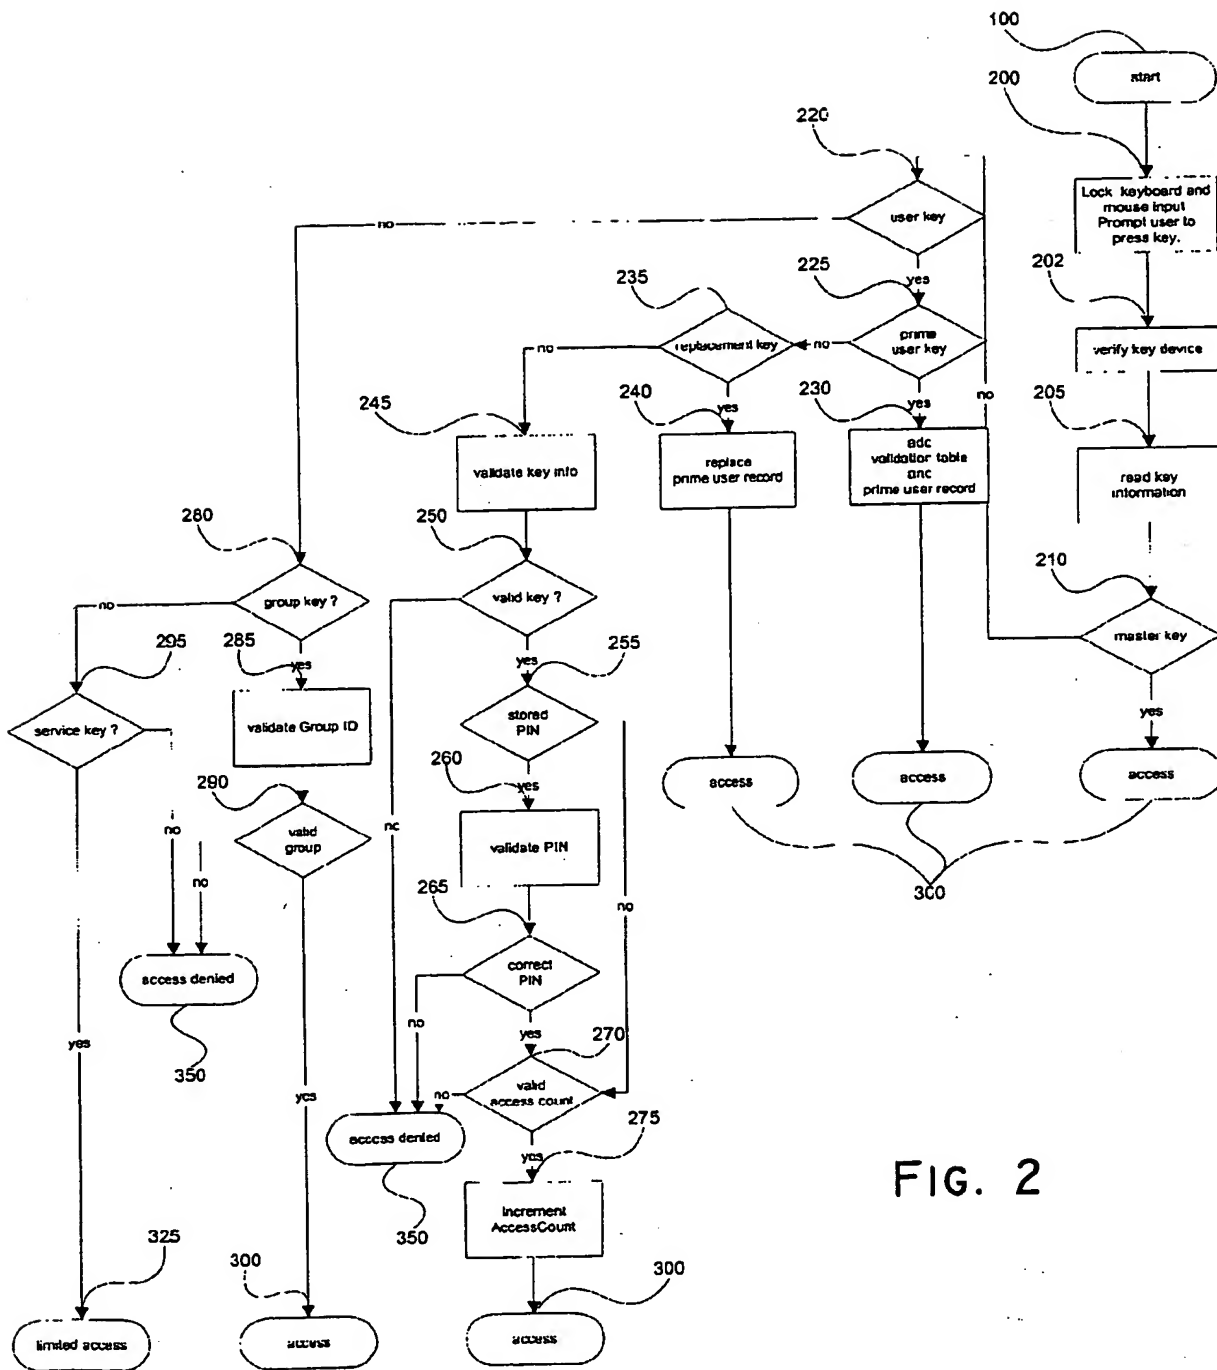 100
start
200
Lock keyboard and
mouse input
Prompt user to
press key.
202
verify key device
205
read key
information
210
master key
yes
access
no
220
user key
no
yes
225
prime
user key
no
yes
230
adc
validation table
anc
prime user record
access
235
replacement key
no
yes
240
replace
prime user record
access
300
245
validate key info
250
valid key ?
no
yes
255
stored
PIN
yes
no
260
validate PIN
265
correct
PIN
no
yes
270
valid
access count
no
yes
275
Increment
AccessCount
300
access
access denied
350
280
group key ?
no
yes
285
validate Group ID
290
valid
group
no
yes
300
access
295
service key ?
no
yes
access denied
350
325
limited access
FIG. 2